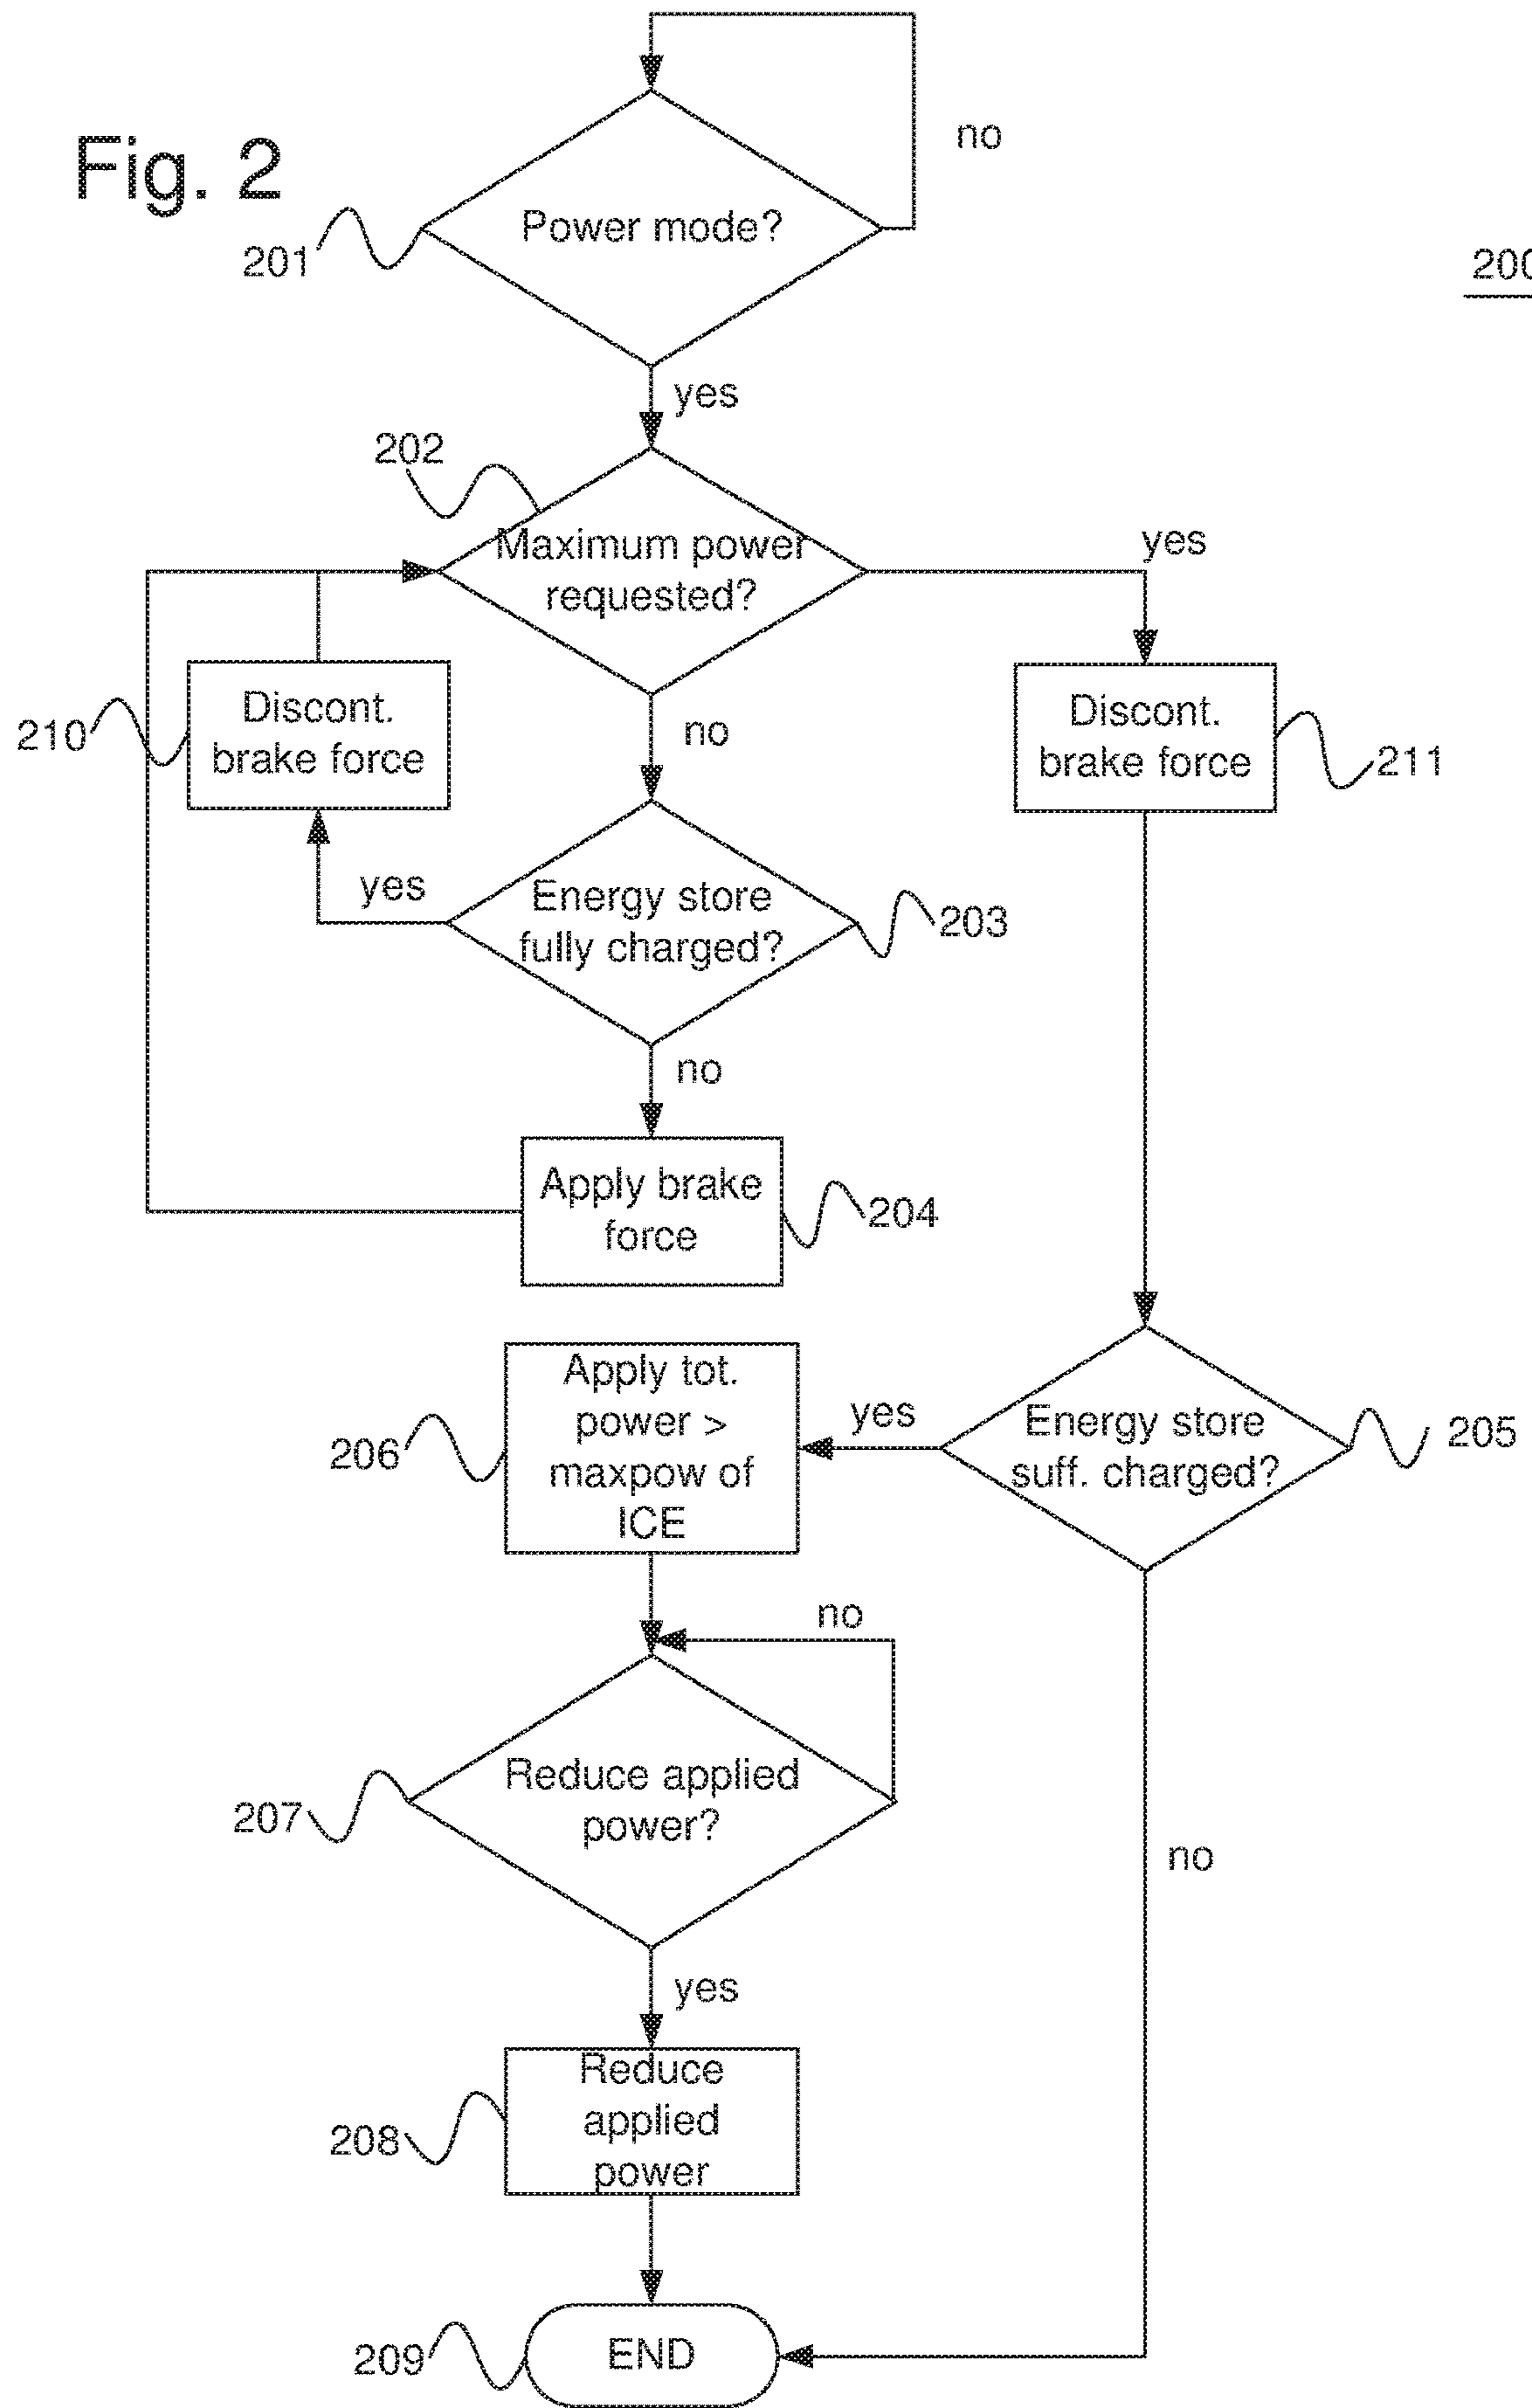 Fig. 2
no
Power mode?
201
200
yes
202
Maximum power
requested?
yes
210
Discont.
brake force
no
Discont.
brake force
211
yes
Energy store
fully charged?
203
no
Apply brake
force
204
206
Apply tot.
power >
maxpow of
ICE
yes
Energy store
suff. charged?
205
no
207
Reduce applied
power?
no
yes
208
Reduce
applied
power
209
END